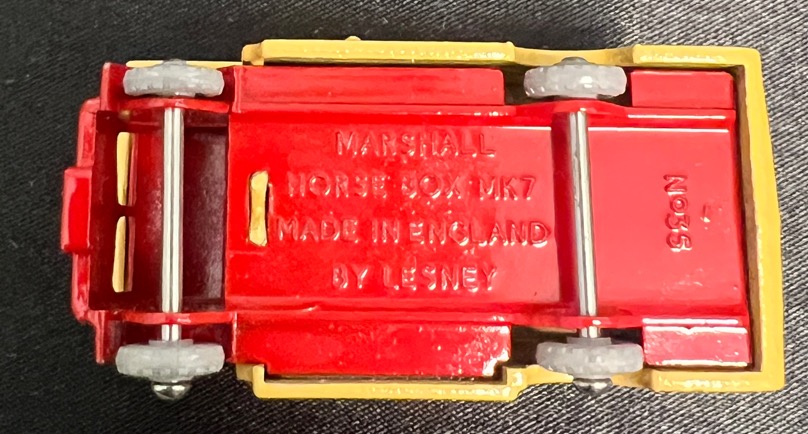 MARSHALL
HORSE BOX MK7
MADE IN ENGLAND
BY LESNEY
No35